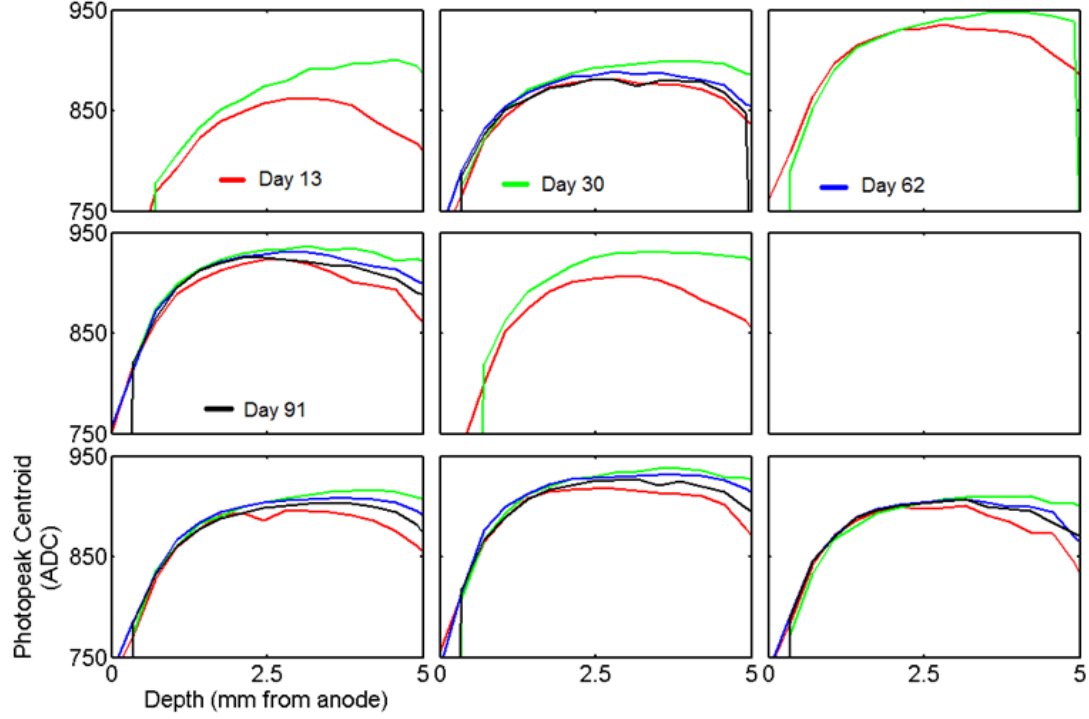 950
850
750
Day 13
Day 30
Day 62
950
850
750
Day 91
950
850
750
0 2.5 5 0 2.5 5 0 2.5 5
Photopeak Centroid
(ADC)
Depth (mm from anode)